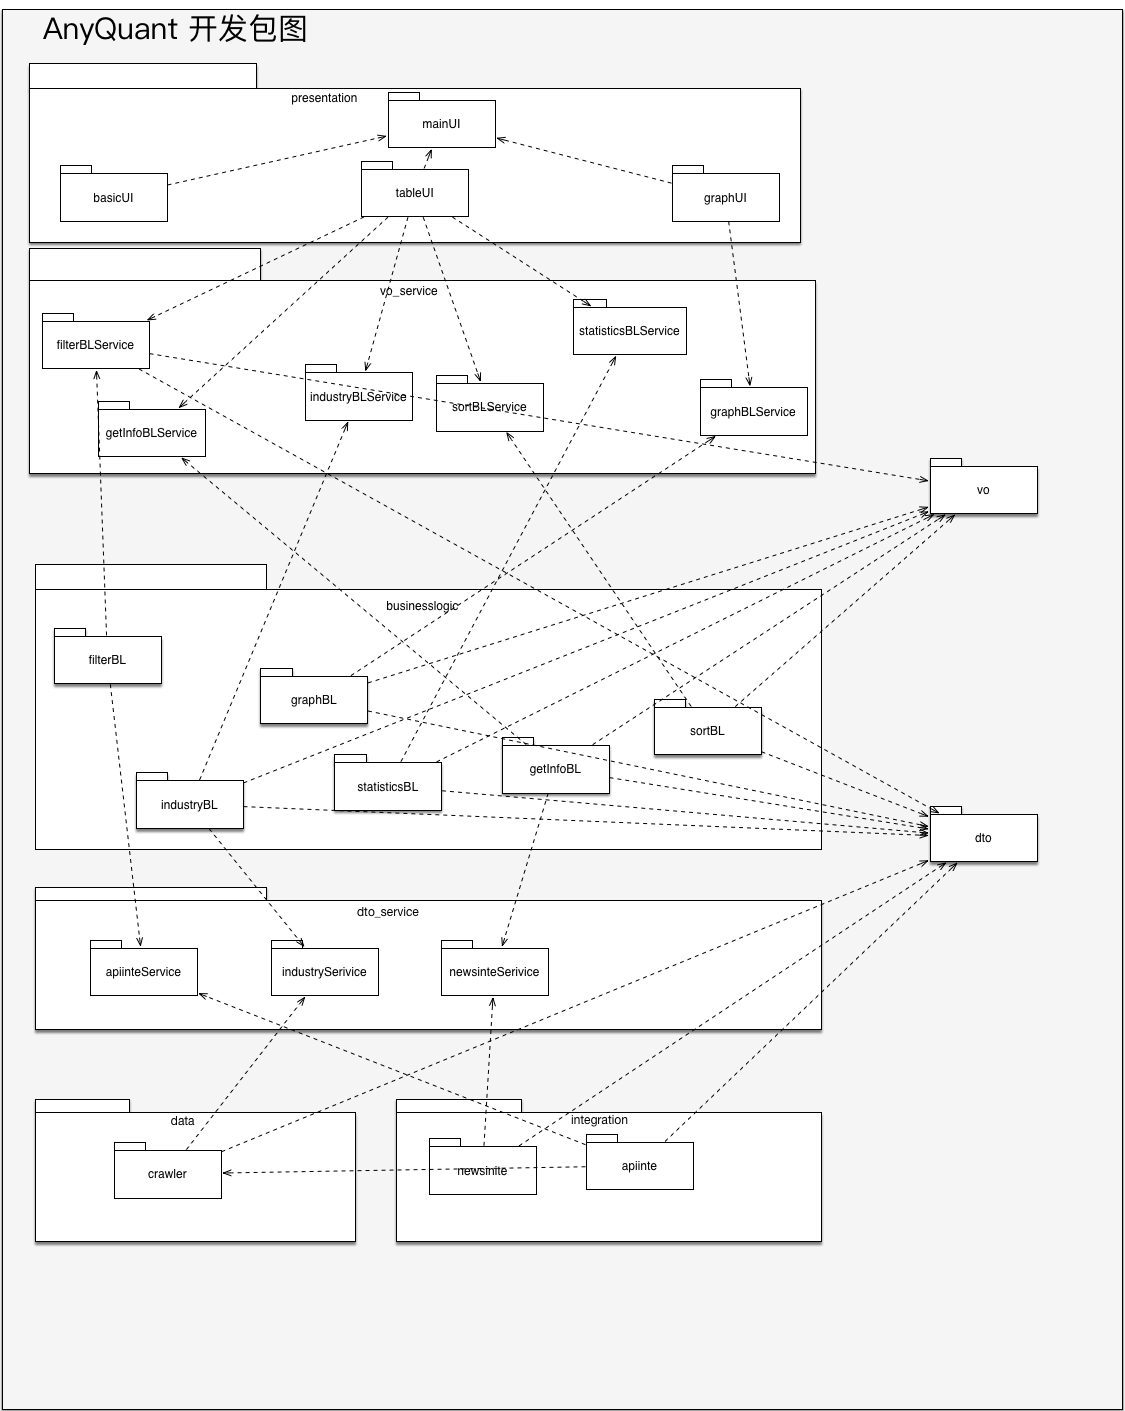 AnyQuant 开发包图
presentation
mainUI
basicUI
tableUI
graphUI
vo_service
filterBLService
statisticsBLService
industryBLService
sortBLService
graphBLService
getInfoBLService
vo
businesslogic
filterBL
graphBL
sortBL
getInfoBL
statisticsBL
industryBL
dto
dto_service
apiinteService
industrySerivice
newsinteSerivice
data
integration
crawler
newsinite
apiinte